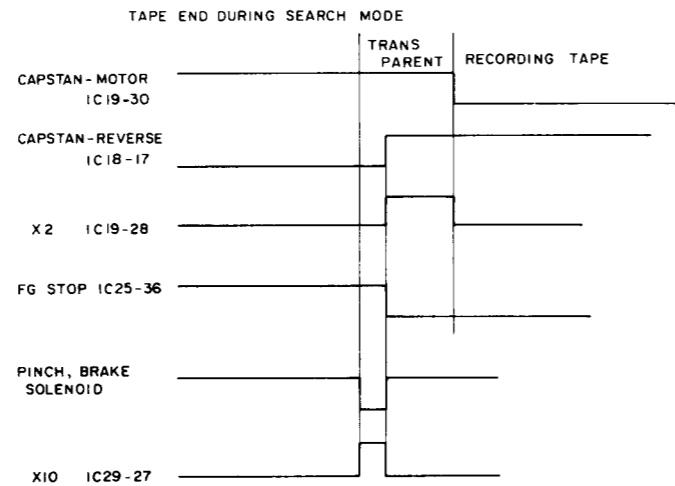 TAPE END DURING SEARCH MODE
TRANS
PARENT
RECORDING TAPE
CAPSTAN-MOTOR
IC19-30
CAPSTAN-REVERSE
IC18-17
X2 IC19-28
FG STOP IC25-36
PINCH, BRAKE
SOLENOID
X10 IC29-27